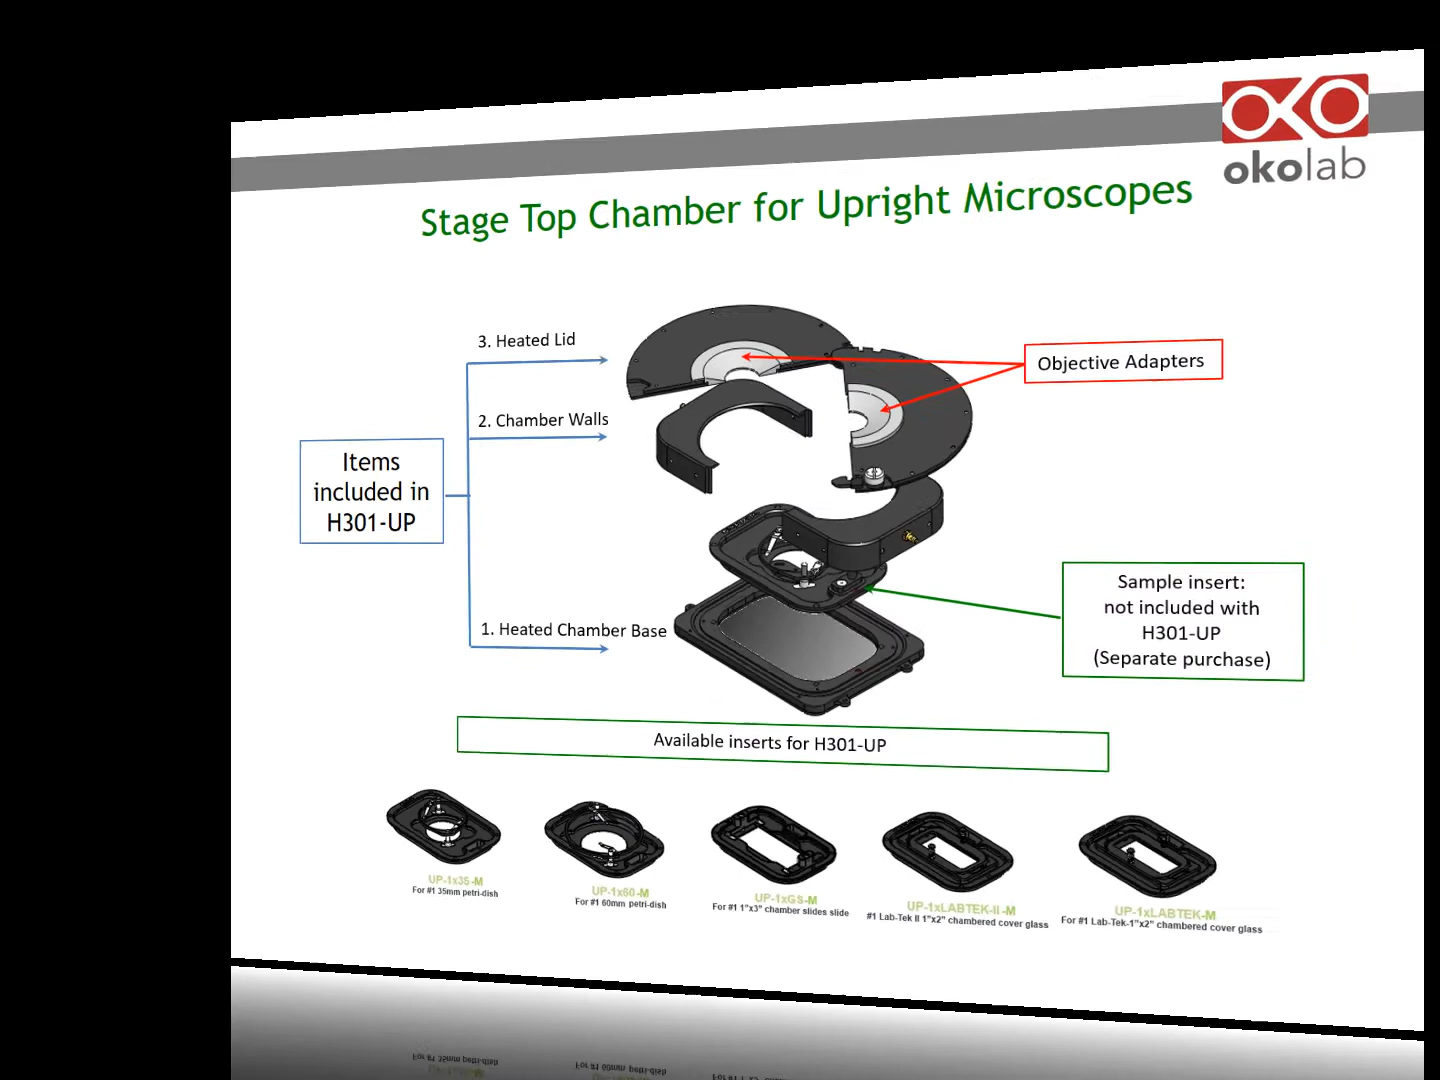 okolab
Stage Top Chamber for Upright Microscopes
3. Heated Lid
Objective Adapters
2. Chamber Walls
Items
included in
H301-UP
Sample insert:
not included with
H301-UP
(Separate purchase)
1. Heated Chamber Base
Available inserts for H301-UP
UP-1x35-M
For #1 35mm petri-dish
UP-1x60-M
For #1 60mm petri-dish
UP-1xGS-M
For #1 1"x3" chamber slides slide
UP-1xLABTEK-II-M
#1 Lab-Tek II 1"x2" chambered cover glass
UP-1xLABTEK-M
For #1 Lab-Tek-1"x2" chambered cover glass